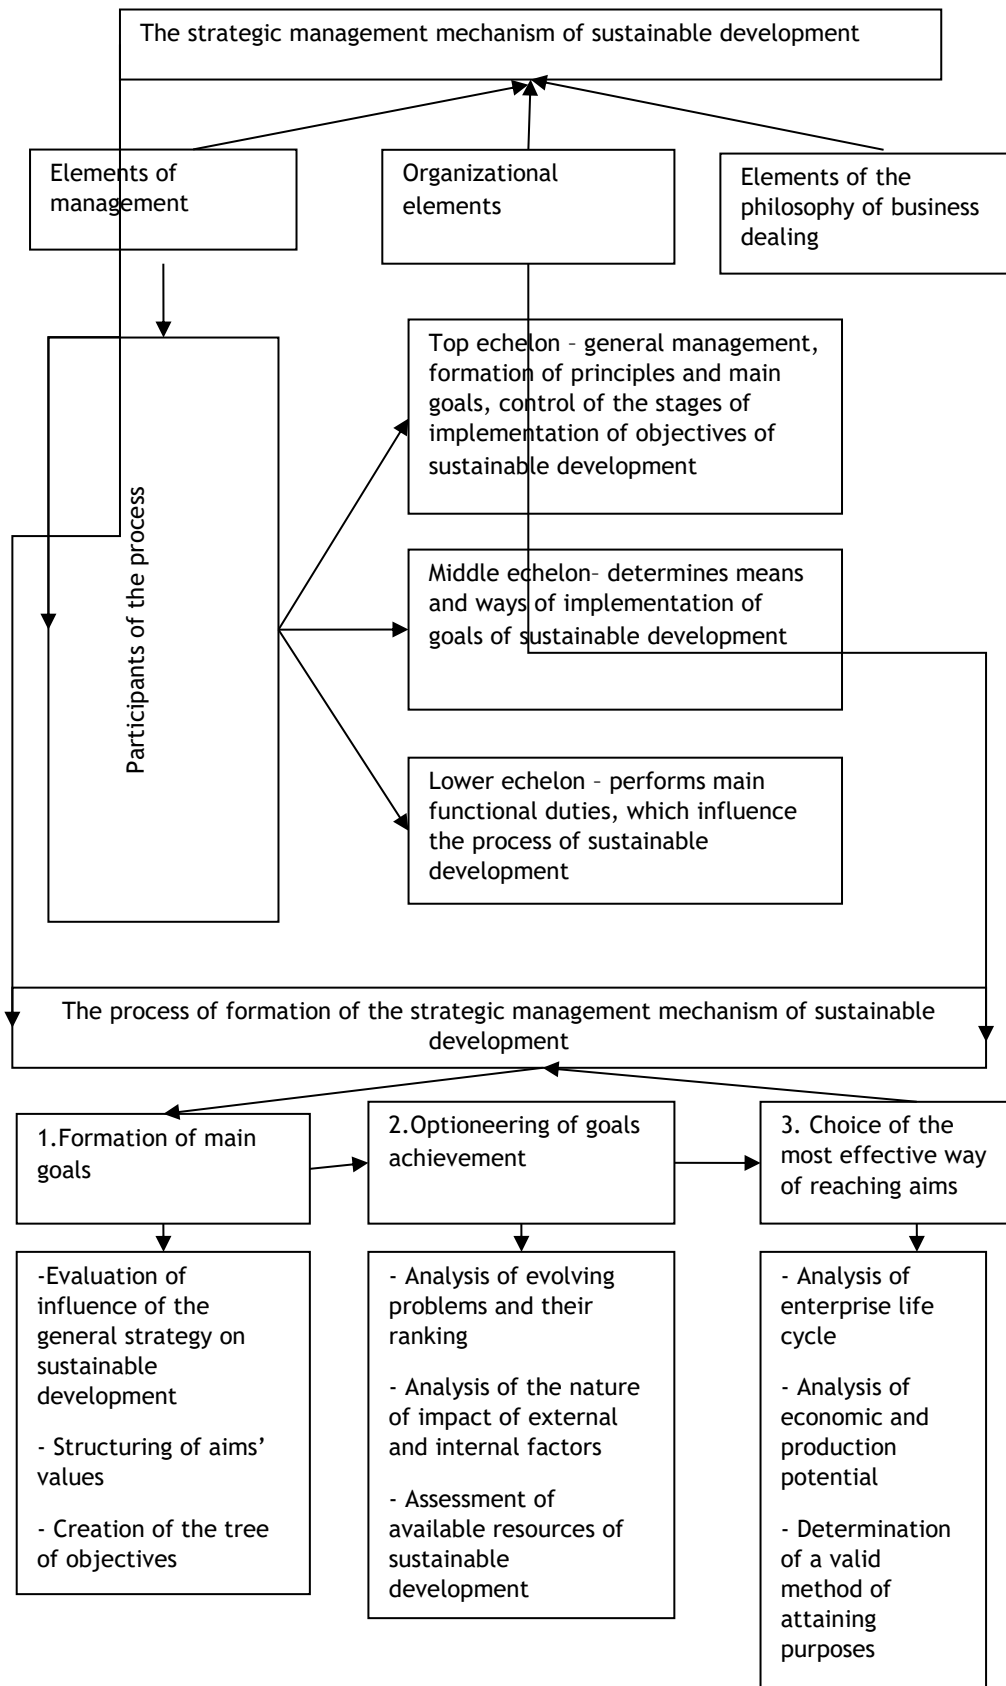 The strategic management mechanism of sustainable development
Elements of
management
Organizational
elements
Elements of the
philosophy of business
dealing
Participants of the process
Top echelon – general management,
formation of principles and main
goals, control of the stages of
implementation of objectives of
sustainable development
Middle echelon– determines means
and ways of implementation of
goals of sustainable development
Lower echelon – performs main
functional duties, which influence
the process of sustainable
development
The process of formation of the strategic management mechanism of sustainable
development
1.Formation of main
goals
2.Optioneering of goals
achievement
3. Choice of the
most effective way
of reaching aims
-Evaluation of
influence of the
general strategy on
sustainable
development
- Structuring of aims’
values
- Creation of the tree
of objectives
- Analysis of evolving
problems and their
ranking
- Analysis of the nature
of impact of external
and internal factors
- Assessment of
available resources of
sustainable
development
- Analysis of
enterprise life
cycle
- Analysis of
economic and
production
potential
- Determination
of a valid
method of
attaining
purposes